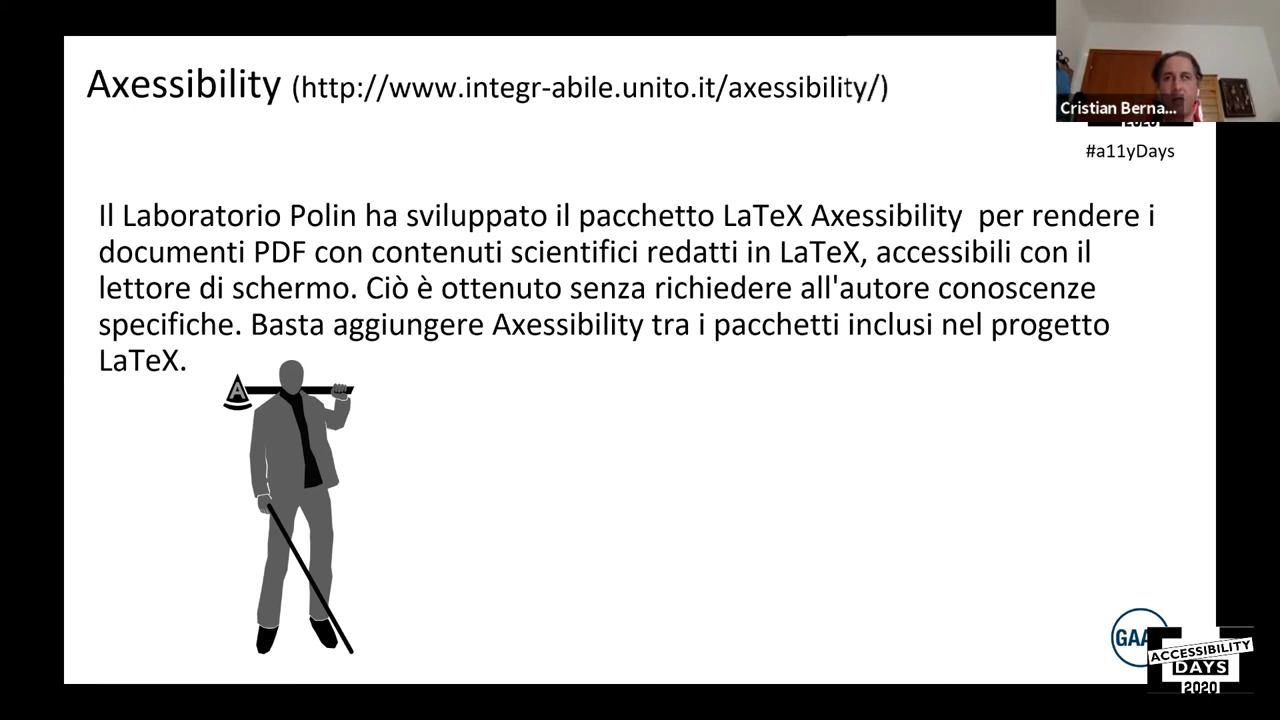 Axessibility (http://www.integr-abile.unito.it/axessibility/)
Cristian Berna...
2020
#a11yDays
Il Laboratorio Polin ha sviluppato il pacchetto LaTeX Axessibility per rendere i
documenti PDF con contenuti scientifici redatti in LaTeX, accessibili con il
lettore di schermo. Ciò è ottenuto senza richiedere all'autore conoscenze
specifiche. Basta aggiungere Axessibility tra i pacchetti inclusi nel progetto
LaTeX.
A
GAA
ACCESSIBILITY
DAYS
2020